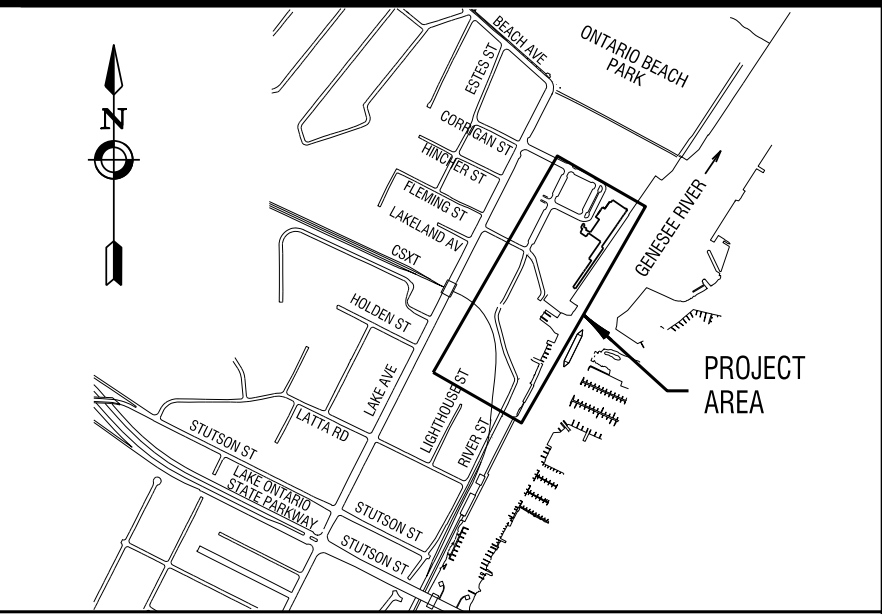 BEACH AVE
ONTARIO BEACH
PARK
ESTES ST
N
CORRIGAN ST
HINCHER ST
FLEMING ST
LAKELAND AV
GENESEE RIVER
CSXT
HOLDEN ST
PROJECT
AREA
LAKE AVE
LIGHTHOUSE ST
LATTA RD
RIVER ST
STUTSON ST
LAKE ONTARIO
STATE PARKWAY
STUTSON ST
STUTSON ST